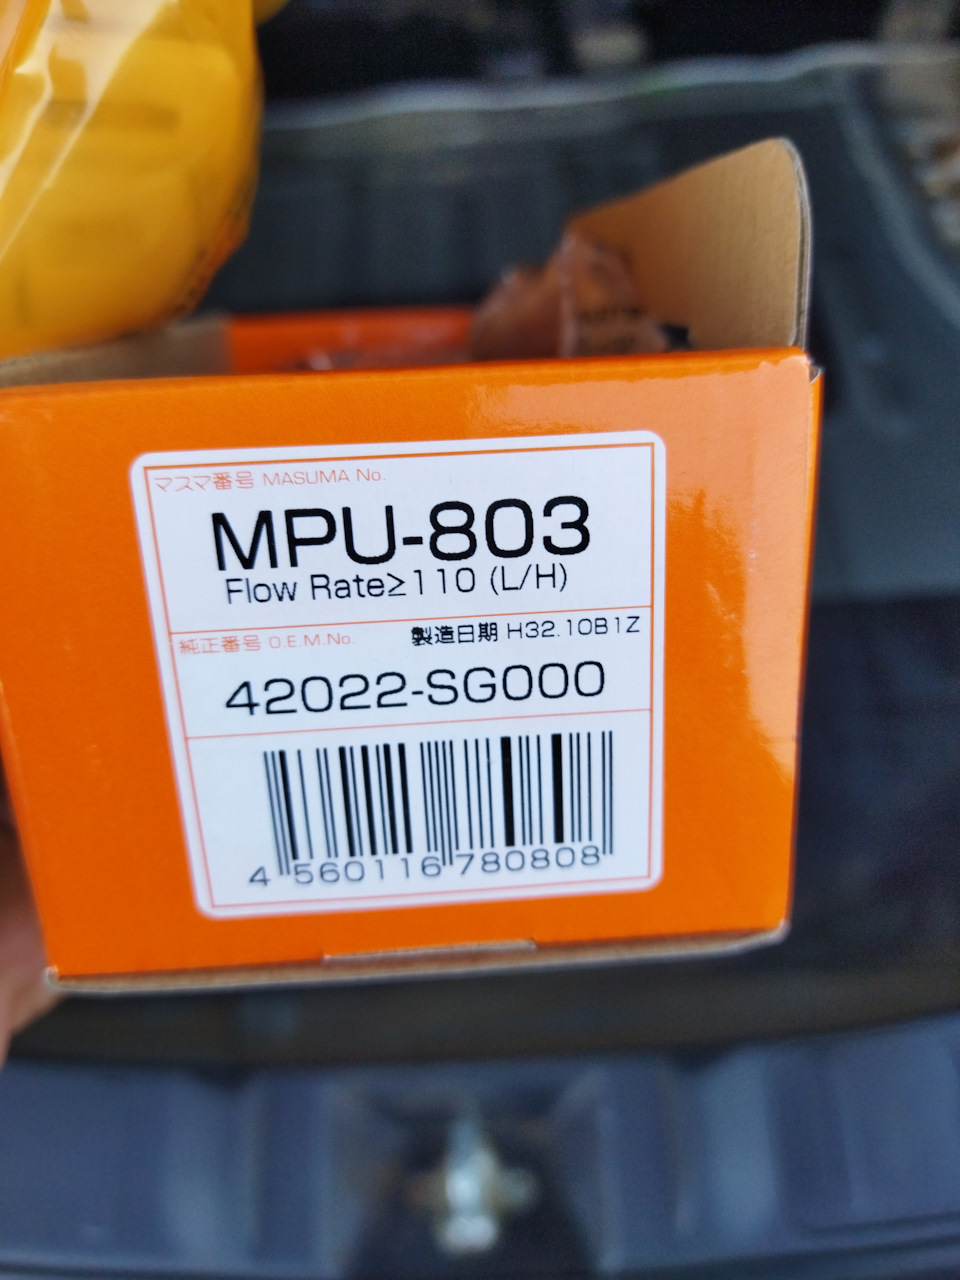 マスマ番号 MASUMA No.
MPU-803
Flow Rate≥110 (L/H)
純正番号 O.E.M.No. 製造日期 H32.10B1Z
42022-SG000
4 560116 780808